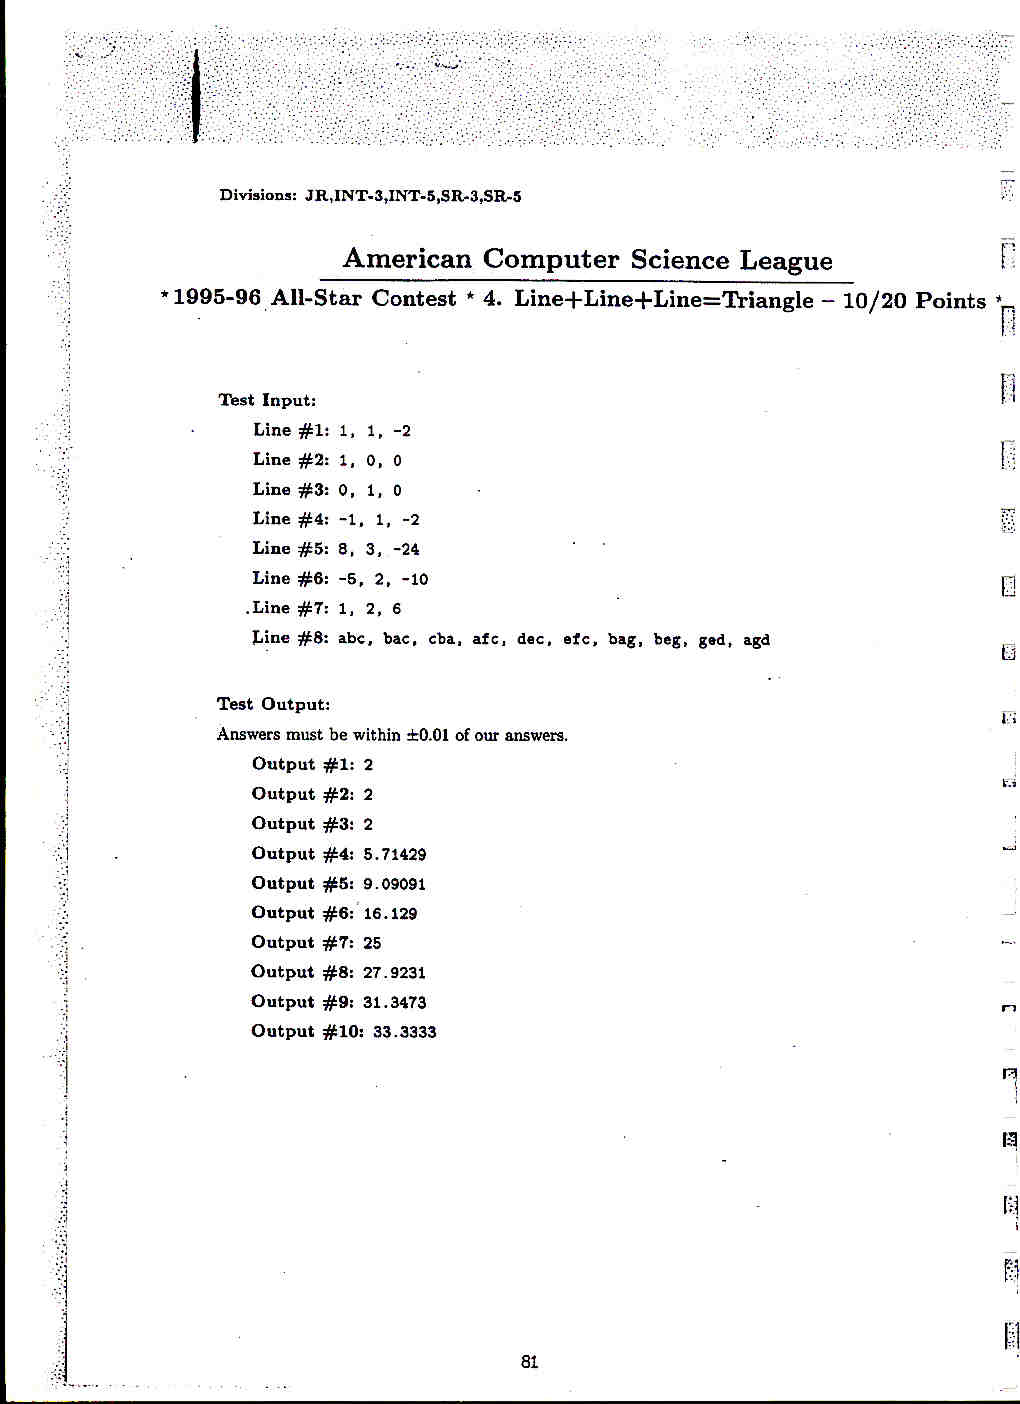 Divisions: JR,INT-3,INT-5,SR-3,SR-5
American Computer Science League
*1995-96 All-Star Contest * 4. Line+Line+Line=Triangle – 10/20 Points *
Test Input:
Line #1: 1, 1, -2
Line #2: 1, 0, 0
Line #3: 0, 1, 0
Line #4: -1, 1, -2
Line #5: 8, 3, -24
Line #6: -5, 2, -10
Line #7: 1, 2, 6
Line #8: abc, bac, cba, afc, dec, efc, bag, beg, ged, agd
Test Output:
Answers must be within ±0.01 of our answers.
Output #1: 2
Output #2: 2
Output #3: 2
Output #4: 5.71429
Output #5: 9.09091
Output #6: 16.129
Output #7: 25
Output #8: 27.9231
Output #9: 31.3473
Output #10: 33.3333
81